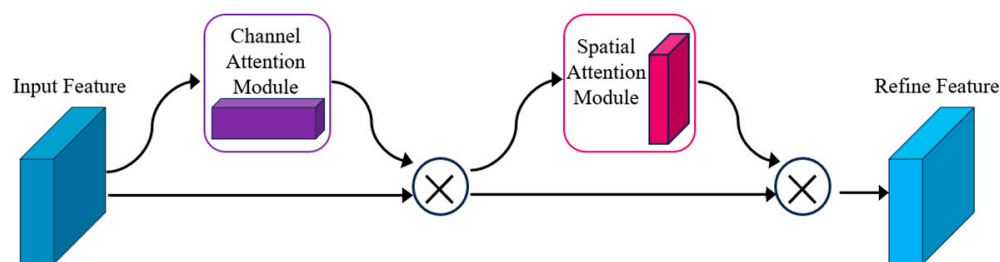 Input Feature
Channel
Attention
Module
Spatial
Attention
Module
Refine Feature